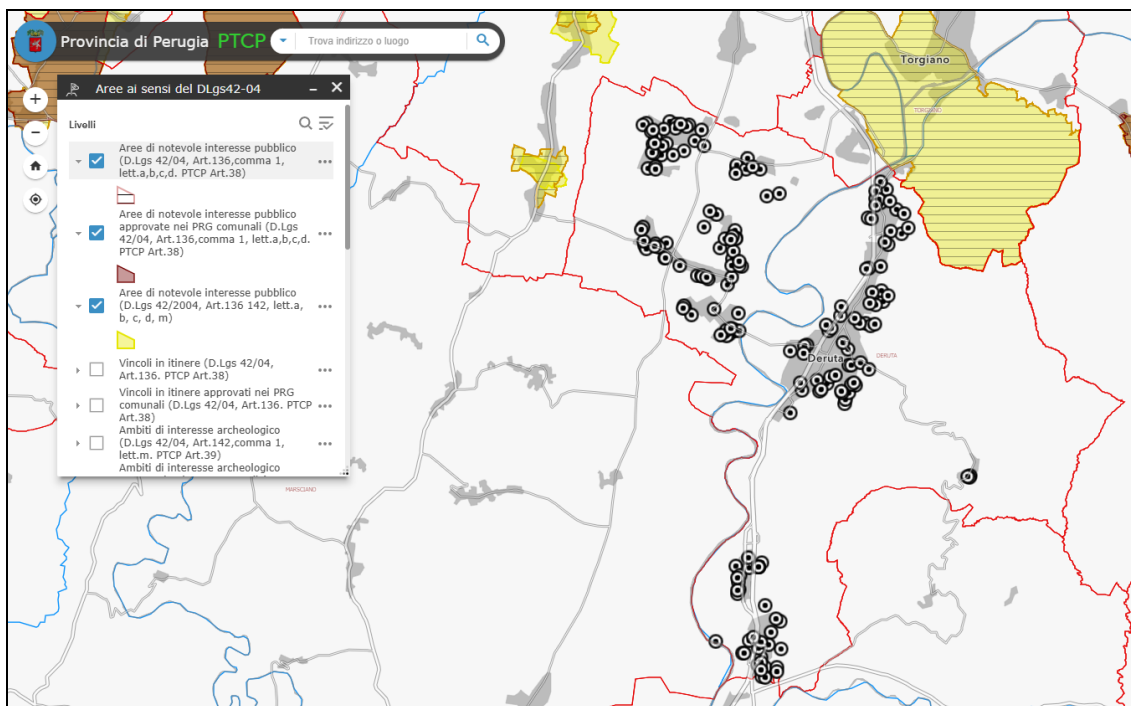 Provincia di Perugia PTCP
Trova indirizzo o luogo
Aree ai sensi del DLgs42-04
Livelli
Aree di notevole interesse pubblico
(D.Lgs 42/04, Art.136,comma 1,
lett.a,b,c,d. PTCP Art.38)
Aree di notevole interesse pubblico
approvate nei PRG comunali (D.Lgs
42/04, Art.136,comma 1, lett.a,b,c,d.
PTCP Art.38)
Aree di notevole interesse pubblico
(D.Lgs 42/2004, Art.136 142, lett.a,
b, c, d, m)
Vincoli in itinere (D.Lgs 42/04,
Art.136. PTCP Art.38)
Vincoli in itinere approvati nei PRG
comunali (D.Lgs 42/04, Art.136. PTCP
Art.38)
Ambiti di interesse archeologico
(D.Lgs 42/04, Art.142,comma 1,
lett.m. PTCP Art.39)
Ambiti di interesse archeologico
Torgiano
TORGIANO
Deruta
DERUTA
MARSCIANO